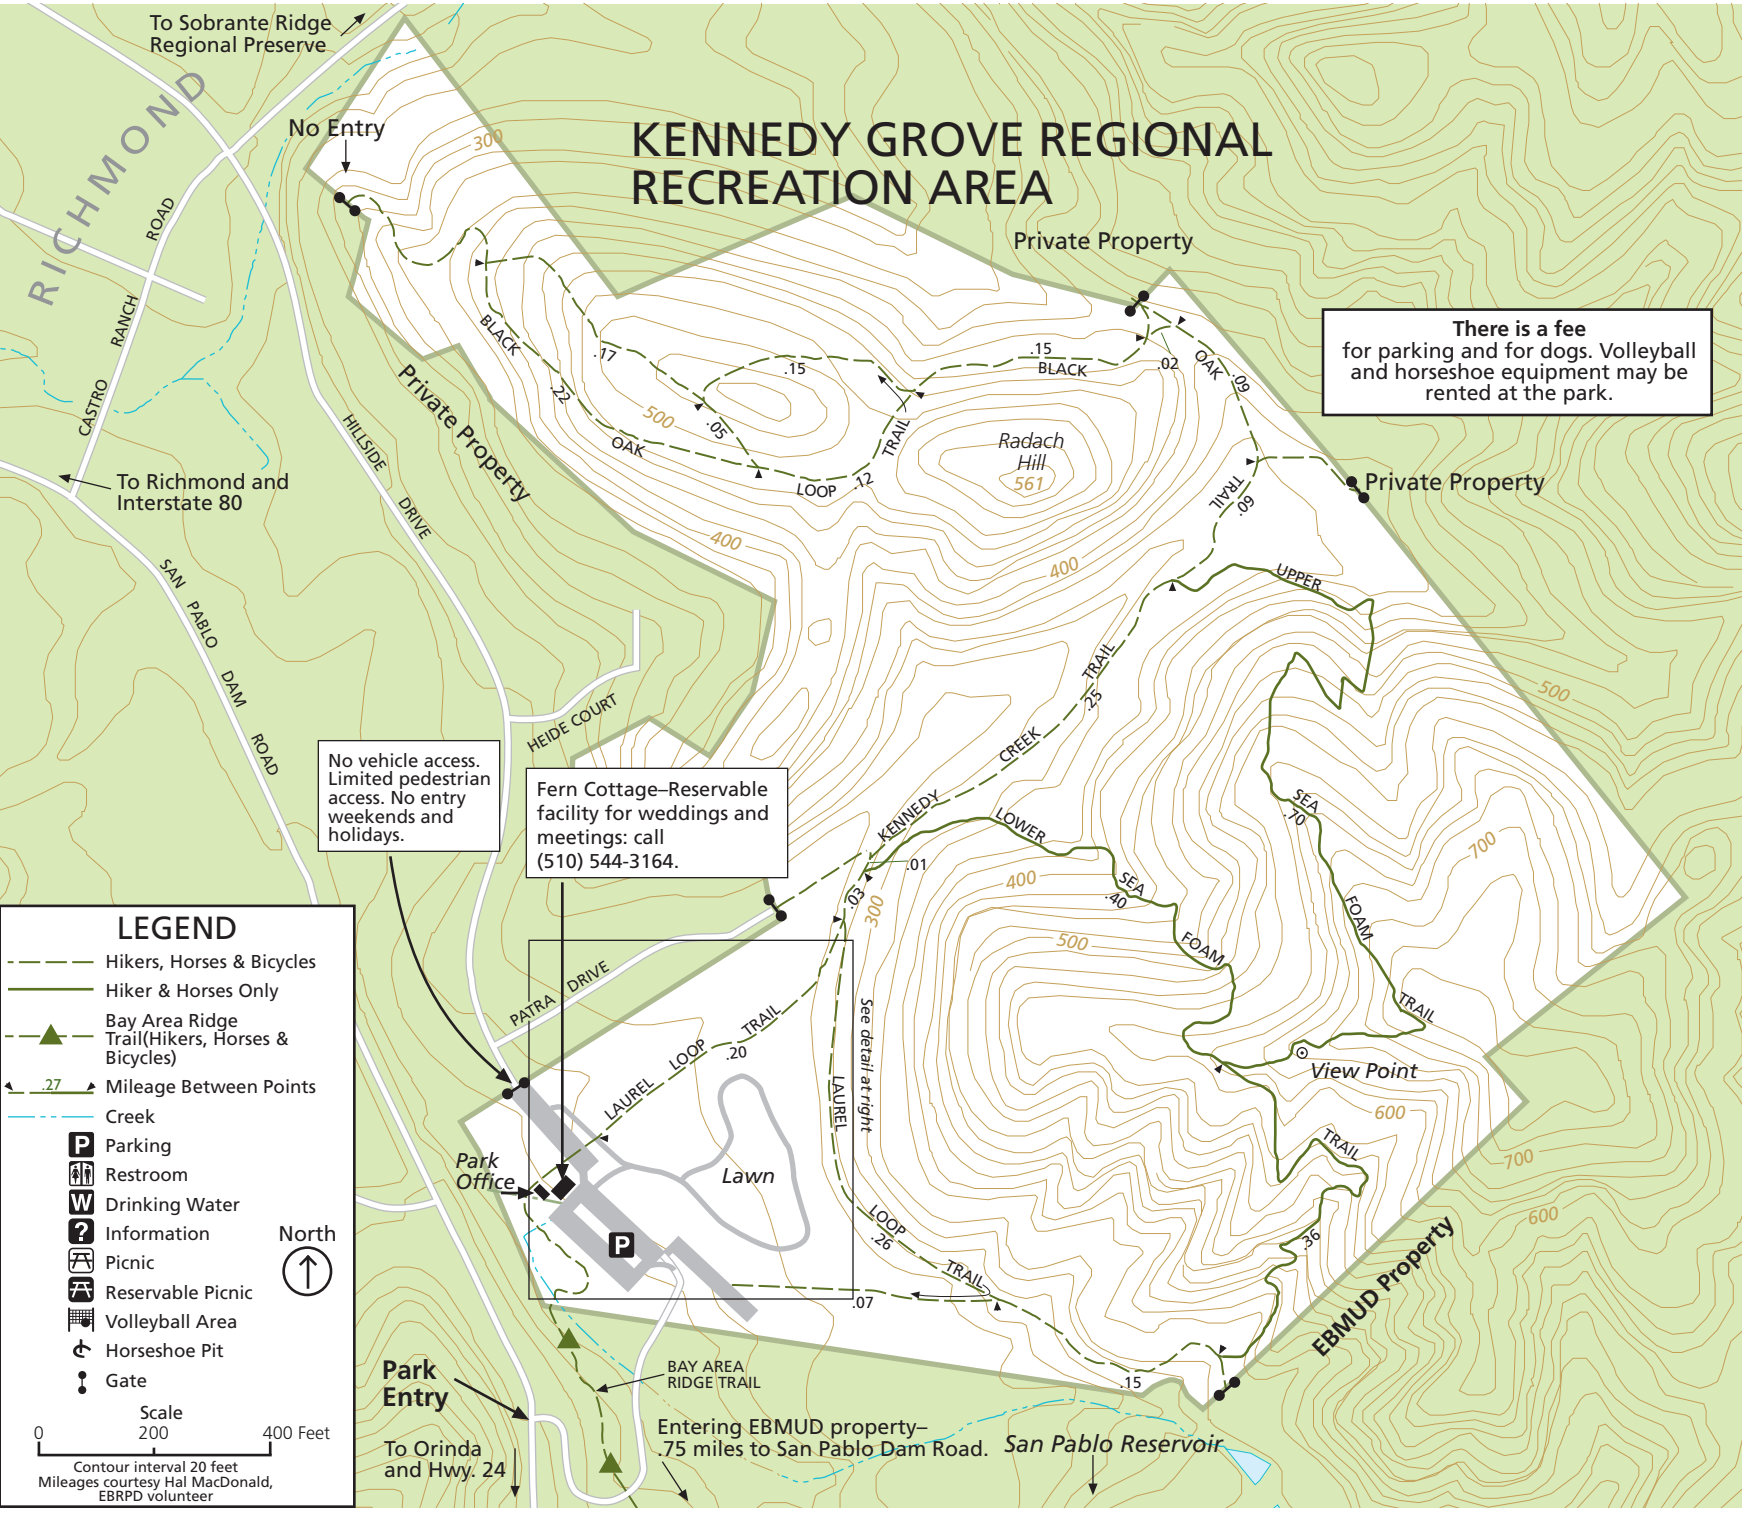 To Sobrante Ridge
Regional Preserve
RICHMOND
No Entry
300
KENNEDY GROVE REGIONAL
RECREATION AREA
Private Property
There is a fee
for parking and for dogs. Volleyball
and horseshoe equipment may be
rented at the park.
CASTRO RANCH ROAD
To Richmond and
Interstate 80
SAN PABLO DAM ROAD
HILLSIDE DRIVE
Private Property
BLACK OAK LOOP TRAIL
.22
.17
.05
.15
.12
500
400
.15
BLACK OAK TRAIL
.02
.09
.09
Radach
Hill
561
400
Private Property
UPPER SEA FOAM TRAIL
.70
500
700
HEIDE COURT
KENNEDY CREEK TRAIL
.25
No vehicle access.
Limited pedestrian
access. No entry
weekends and
holidays.
Fern Cottage–Reservable
facility for weddings and
meetings: call
(510) 544-3164.
LOWER SEA FOAM TRAIL
.01
.03
.40
300
400
500
PATRA DRIVE
LAUREL LOOP TRAIL
.20
See detail at right
LAUREL LOOP TRAIL
.26
.07
.15
.36
View Point
600
700
600
EBMUD Property
Park
Office
Lawn
P
LEGEND
Hikers, Horses & Bicycles
Hiker & Horses Only
Bay Area Ridge
Trail(Hikers, Horses &
Bicycles)
.27
Mileage Between Points
Creek
P
Parking
Restroom
W
Drinking Water
?
Information
Picnic
Reservable Picnic
Volleyball Area
Horseshoe Pit
Gate
North
Scale
0 200 400 Feet
Contour interval 20 feet
Mileages courtesy Hal MacDonald,
EBRPD volunteer
Park
Entry
To Orinda
and Hwy. 24
BAY AREA
RIDGE TRAIL
Entering EBMUD property–
.75 miles to San Pablo Dam Road.
San Pablo Reservoir